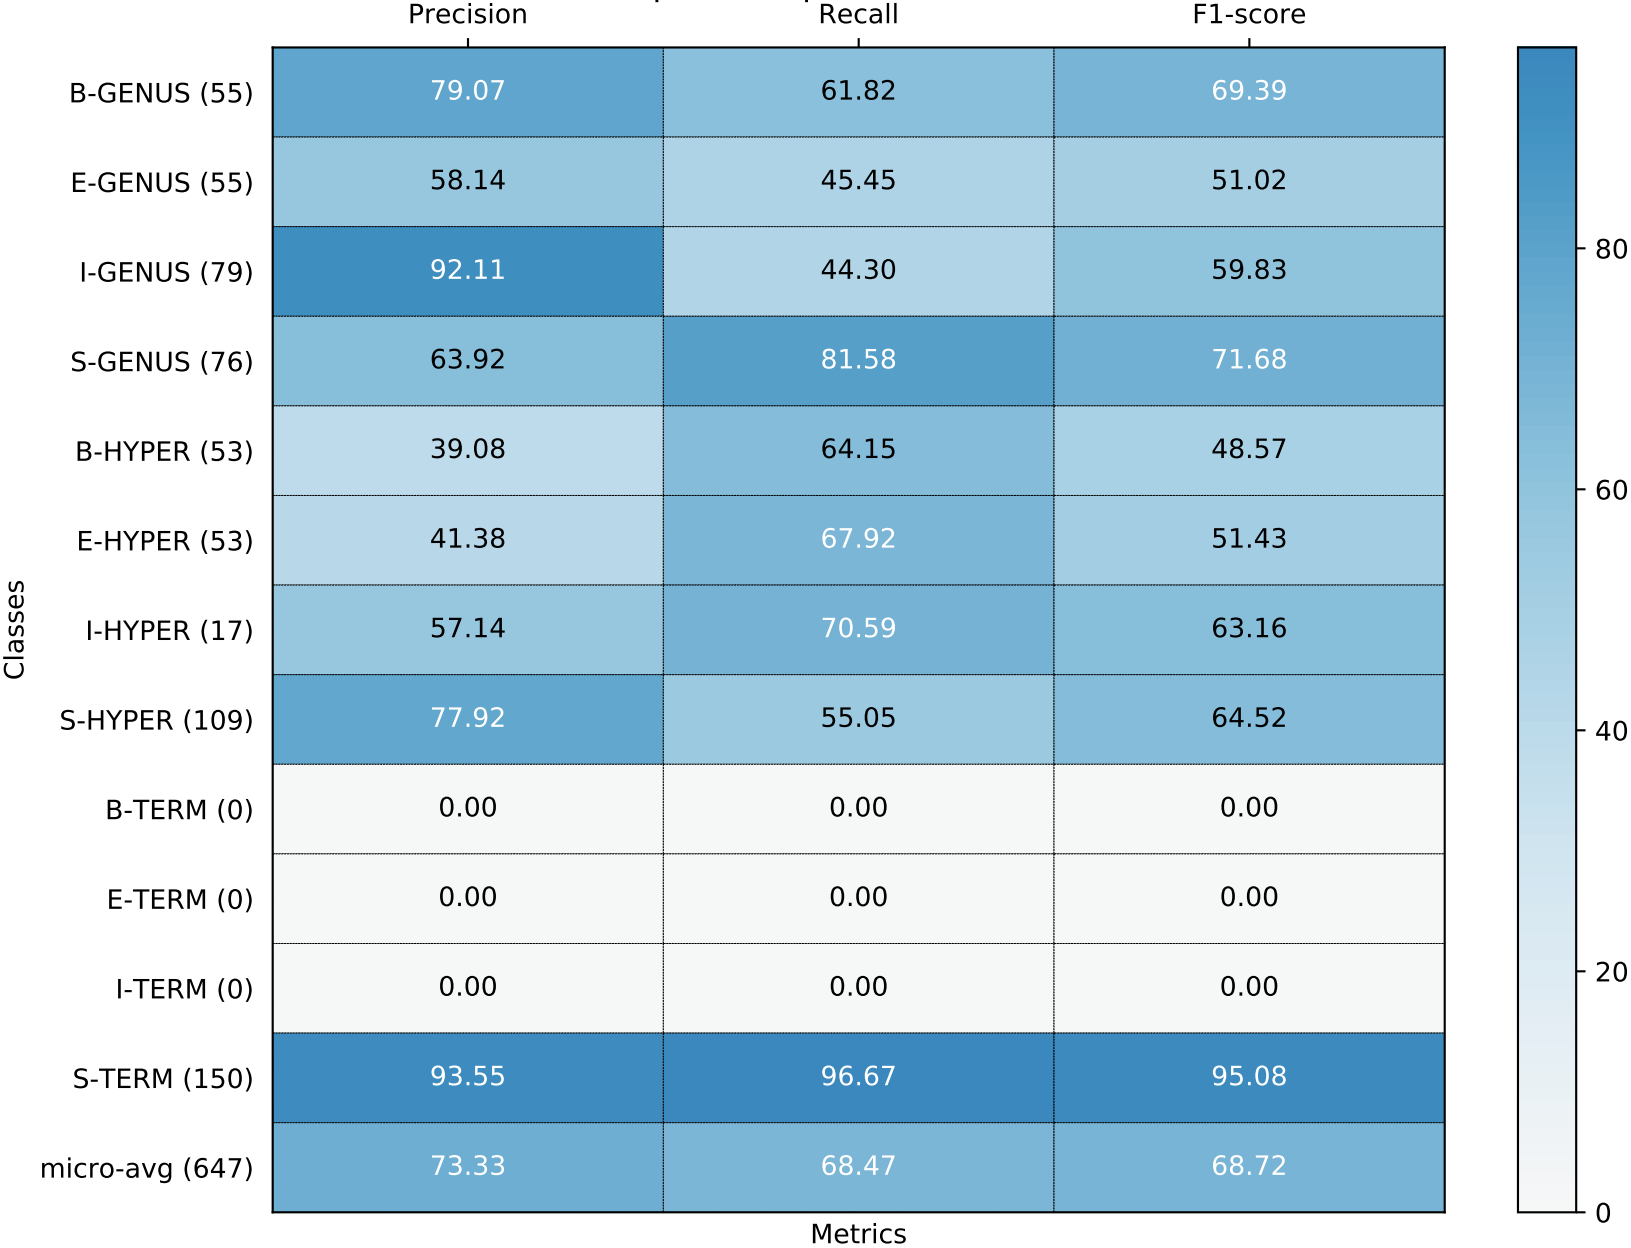 Precision Recall F1-score
B-GENUS (55) 79.07 61.82 69.39
E-GENUS (55) 58.14 45.45 51.02
I-GENUS (79) 92.11 44.30 59.83
80
S-GENUS (76) 63.92 81.58 71.68
B-HYPER (53) 39.08 64.15 48.57
60
E-HYPER (53) 41.38 67.92 51.43
Classes
I-HYPER (17) 57.14 70.59 63.16
S-HYPER (109) 77.92 55.05 64.52
40
B-TERM (0) 0.00 0.00 0.00
E-TERM (0) 0.00 0.00 0.00
20
I-TERM (0) 0.00 0.00 0.00
S-TERM (150) 93.55 96.67 95.08
micro-avg (647) 73.33 68.47 68.72
0
Metrics